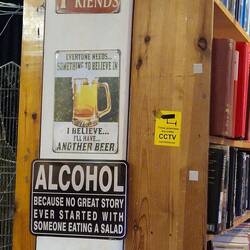 FRIENDS
EVERYONE NEEDS...
SOMETHING TO BELIEVE IN
I BELIEVE...
I'LL HAVE...
ANOTHER BEER
CCTV
ALCOHOL
BECAUSE NO GREAT STORY
EVER STARTED WITH
SOMEONE EATING A SALAD